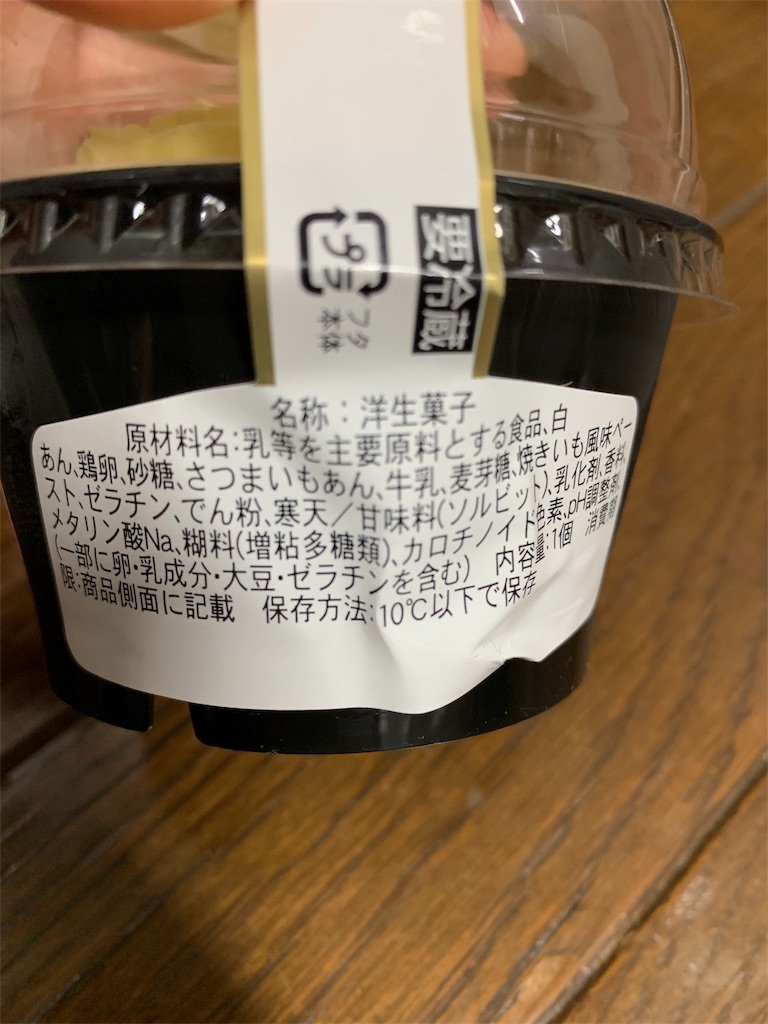 要冷蔵
プラ
フタ
本体
名称：洋生菓子
原材料名：乳等を主要原料とする食品、白
あん、鶏卵、砂糖、さつまいもあん、牛乳、麦芽糖、焼きいも風味ペー
スト、ゼラチン、でん粉、寒天／甘味料(ソルビット)、乳化剤、香料、
メタリン酸Na、糊料(増粘多糖類)、カロチノイド色素、pH調整剤、
(一部に卵・乳成分・大豆・ゼラチンを含む)　内容量：1個　消費期
限：商品側面に記載　保存方法：10℃以下で保存